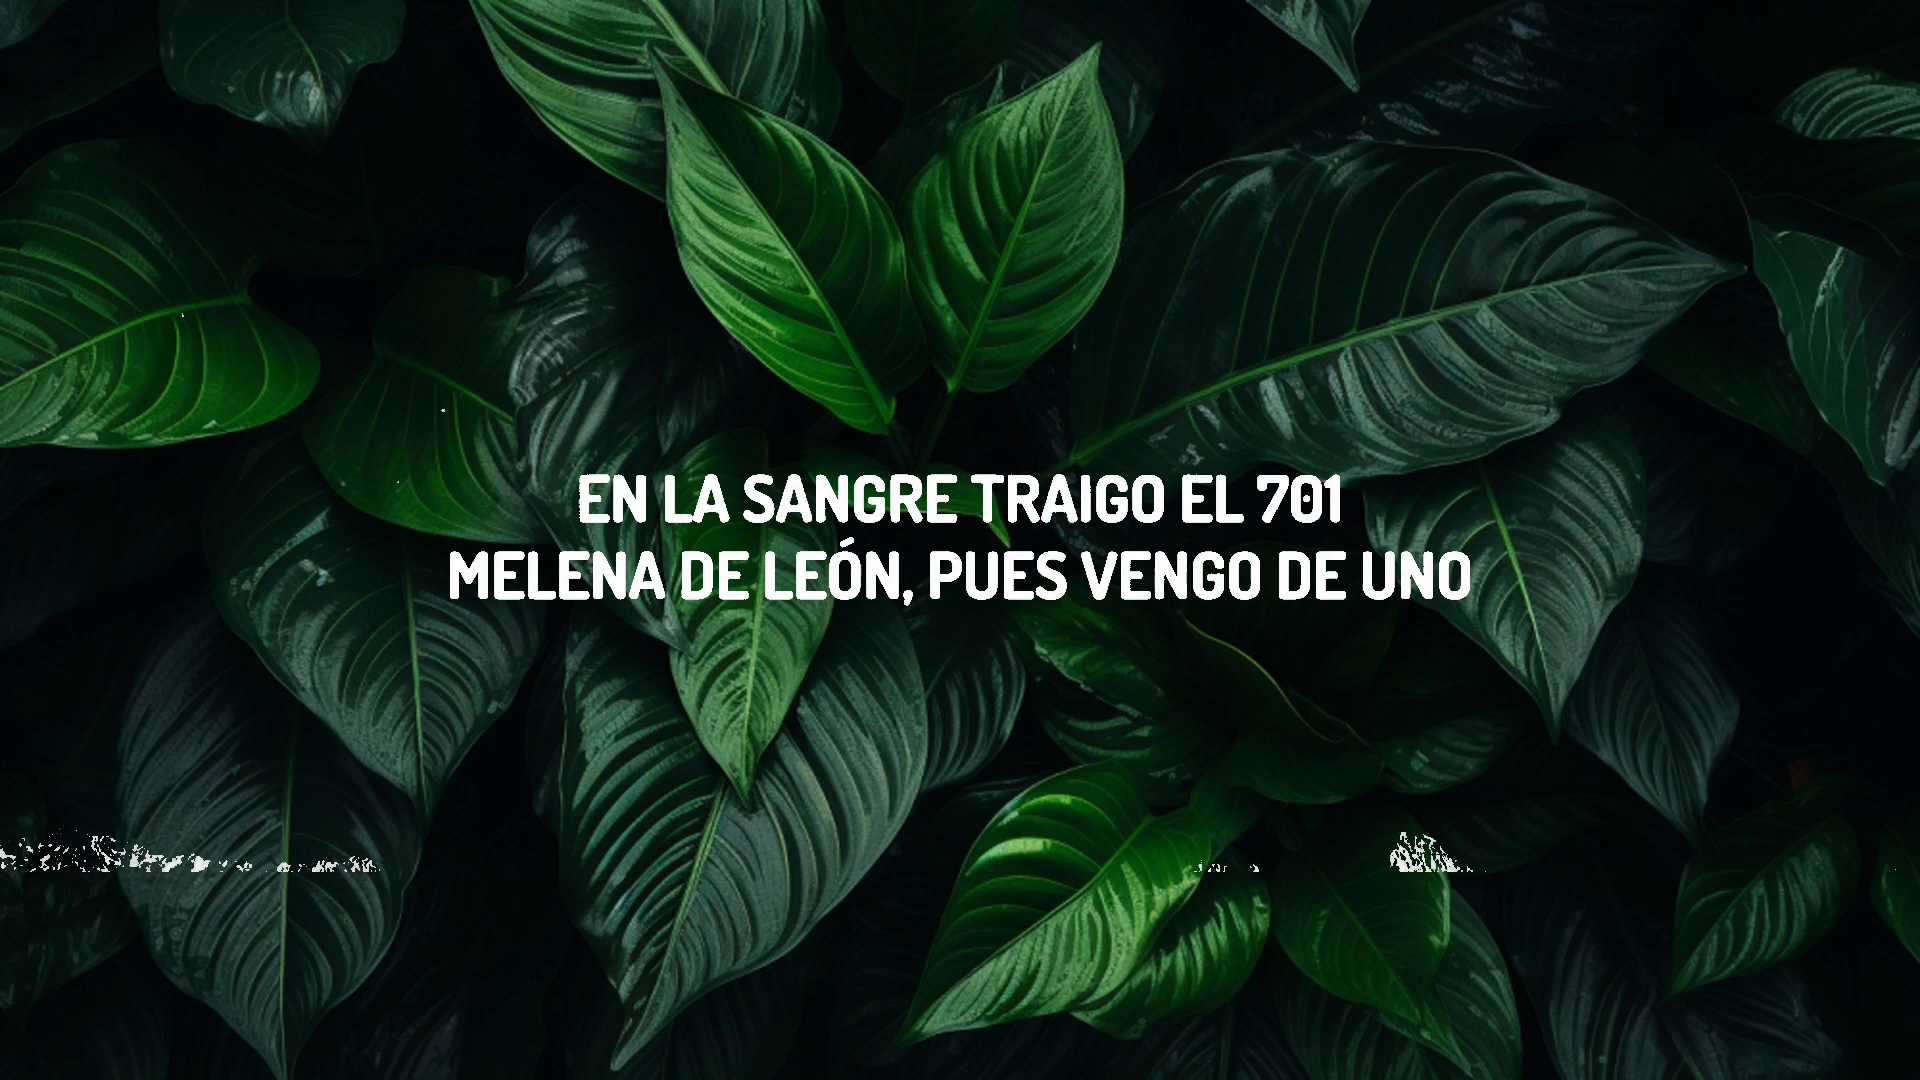 EN LA SANGRE TRAIGO EL 701
MELENA DE LEÓN, PUES VENGO DE UNO